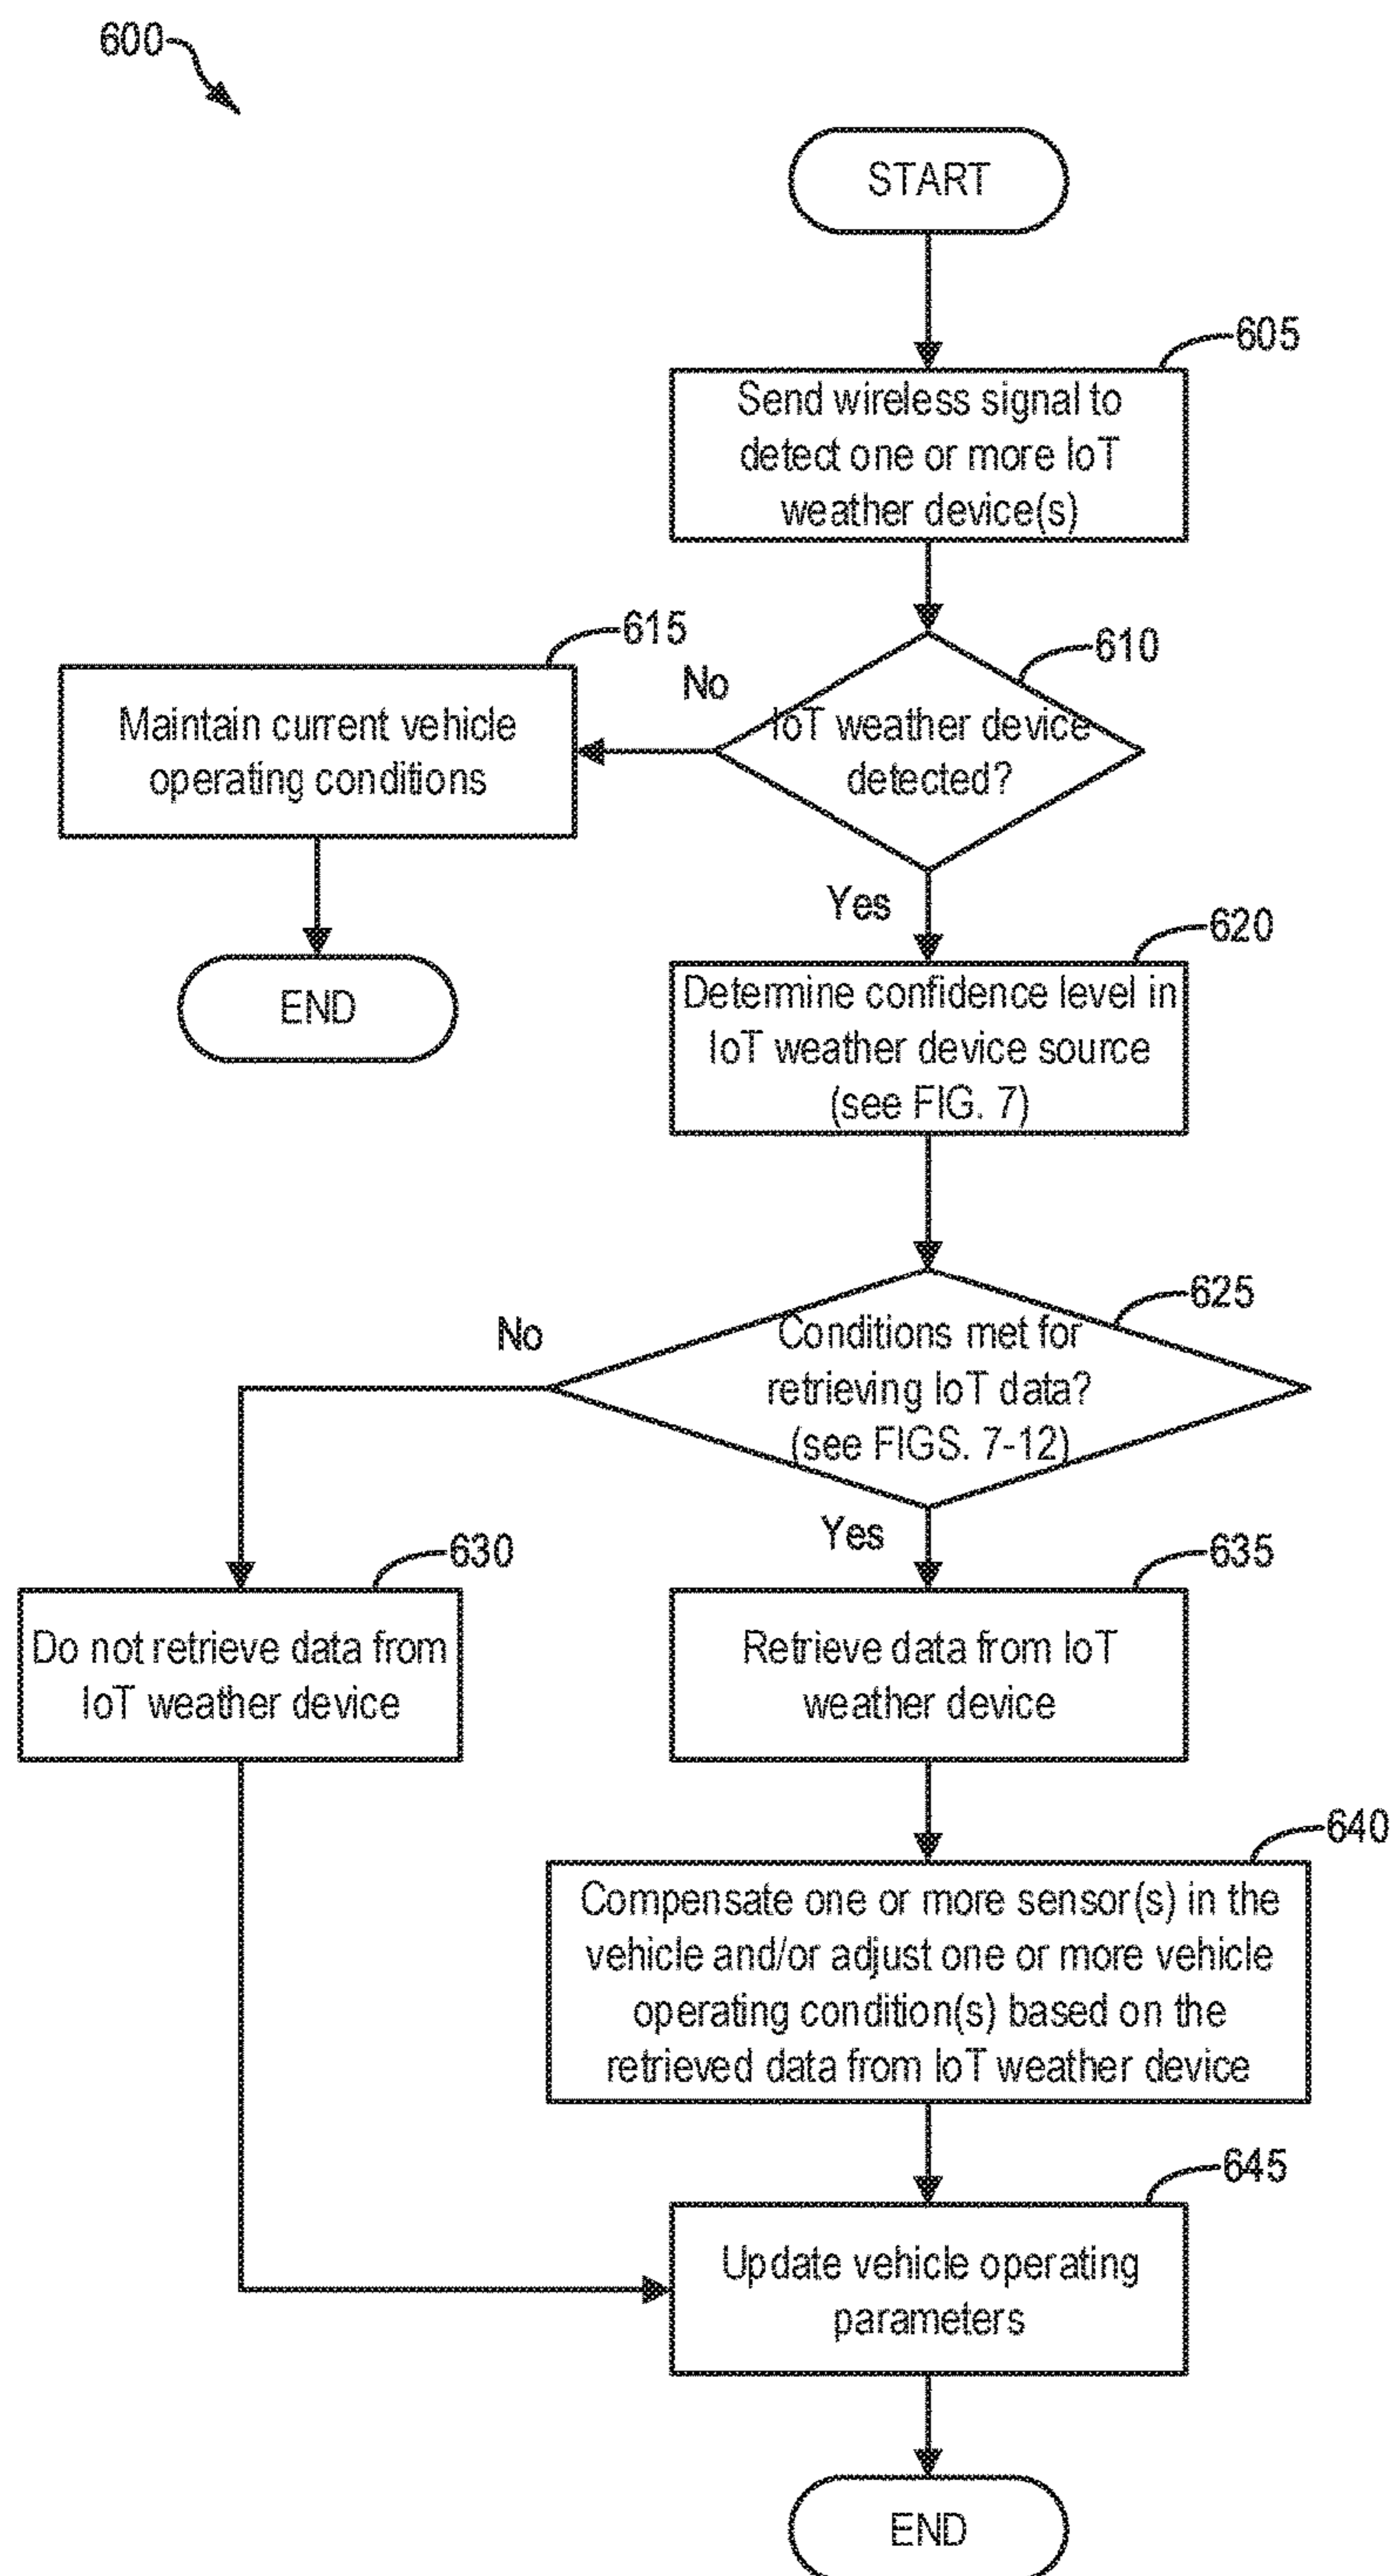 600
START
605
Send wireless signal to
detect one or more IoT
weather device(s)
615
610
No
Maintain current vehicle
operating conditions
IoT weather device
detected?
Yes
END
620
Determine confidence level in
IoT weather device source
(see FIG. 7)
625
No
Conditions met for
retrieving IoT data?
(see FIGS. 7-12)
Yes
630
635
Do not retrieve data from
IoT weather device
Retrieve data from IoT
weather device
640
Compensate one or more sensor(s) in the
vehicle and/or adjust one or more vehicle
operating condition(s) based on the
retrieved data from IoT weather device
645
Update vehicle operating
parameters
END